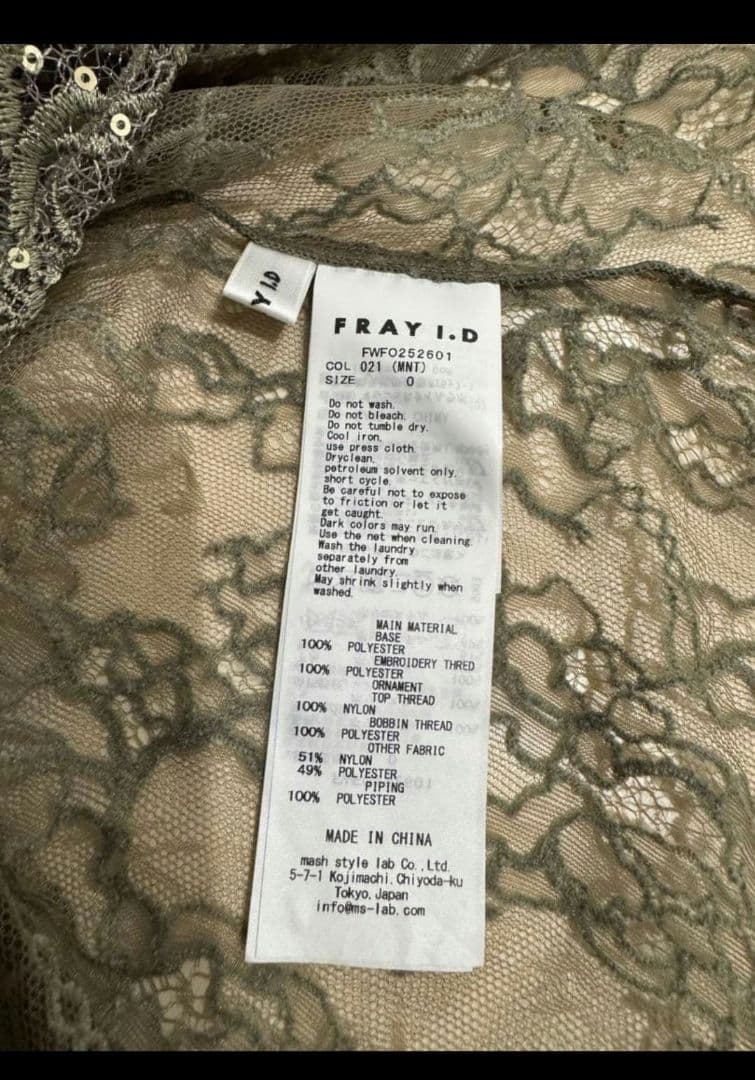 Y I.D
FRAY I.D
FWFO252601
COL 021 (MNT)
SIZE 0
Do not wash.
Do not bleach.
Do not tumble dry.
Cool iron,
use press cloth.
Dryclean,
petroleum solvent only,
short cycle.
Be careful not to expose
to friction or let it
get caught.
Dark colors may run.
Use the net when cleaning.
Wash the laundry
separately from
other laundry.
May shrink slightly when
washed.
MAIN MATERIAL
BASE
100% POLYESTER
EMBROIDERY THRED
100% POLYESTER
ORNAMENT
TOP THREAD
100% NYLON
BOBBIN THREAD
100% POLYESTER
OTHER FABRIC
51% NYLON
49% POLYESTER
PIPING
100% POLYESTER
MADE IN CHINA
mash style lab Co.,Ltd.
5-7-1 Kojimachi,Chiyoda-ku
Tokyo,Japan
info@ms-lab.com